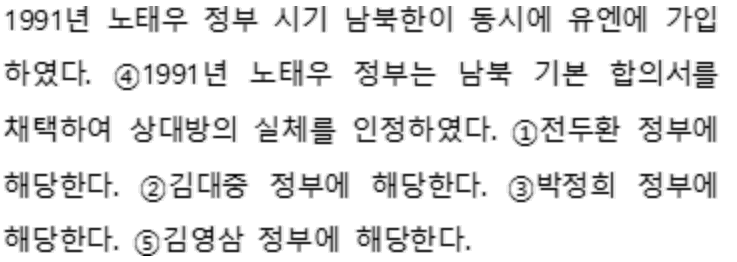 1991년 노태우 정부 시기 남북한이 동시에 유엔에 가입
하였다. ④1991년 노태우 정부는 남북 기본 합의서를
채택하여 상대방의 실체를 인정하였다. ①전두환 정부에
해당한다. ②김대중 정부에 해당한다. ③박정희 정부에
해당한다. ⑤김영삼 정부에 해당한다.